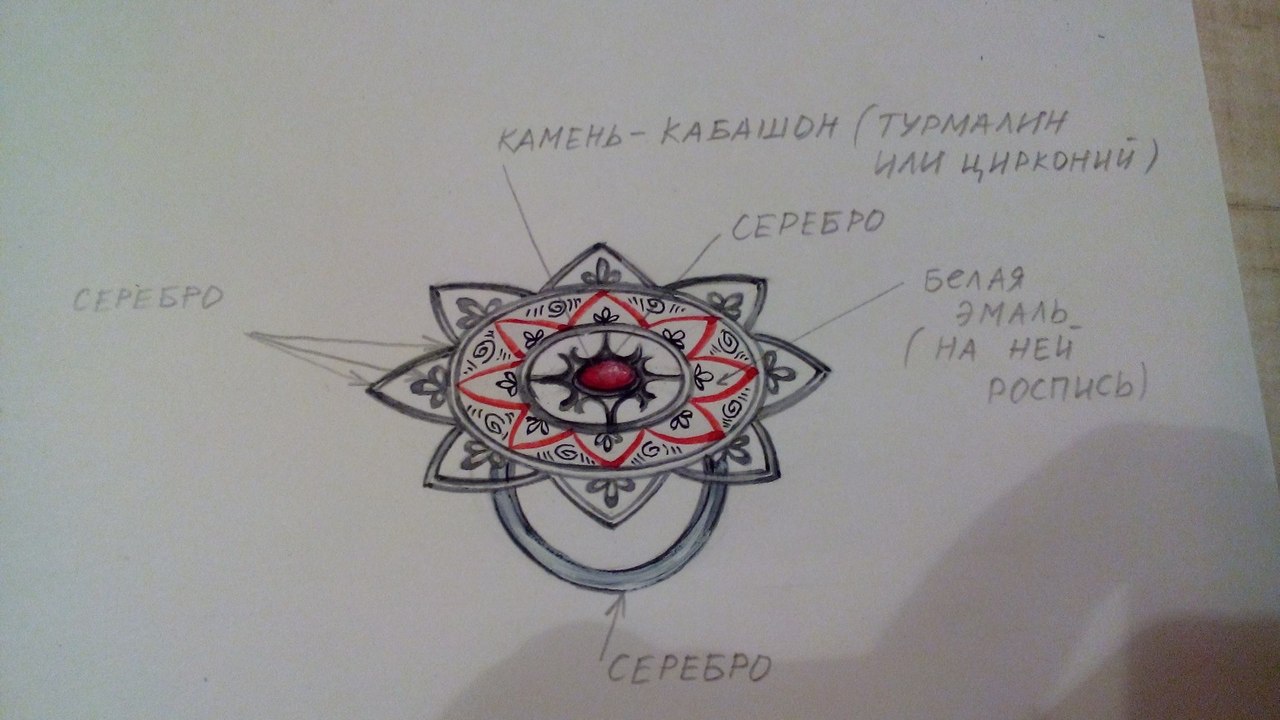 КАМЕНЬ-КАБАШОН (ТУРМАЛИН
ИЛИ ЦИРКОНИЙ)
СЕРЕБРО
БЕЛАЯ
ЭМАЛЬ
(НА НЕЙ
РОСПИСЬ)
СЕРЕБРО
СЕРЕБРО